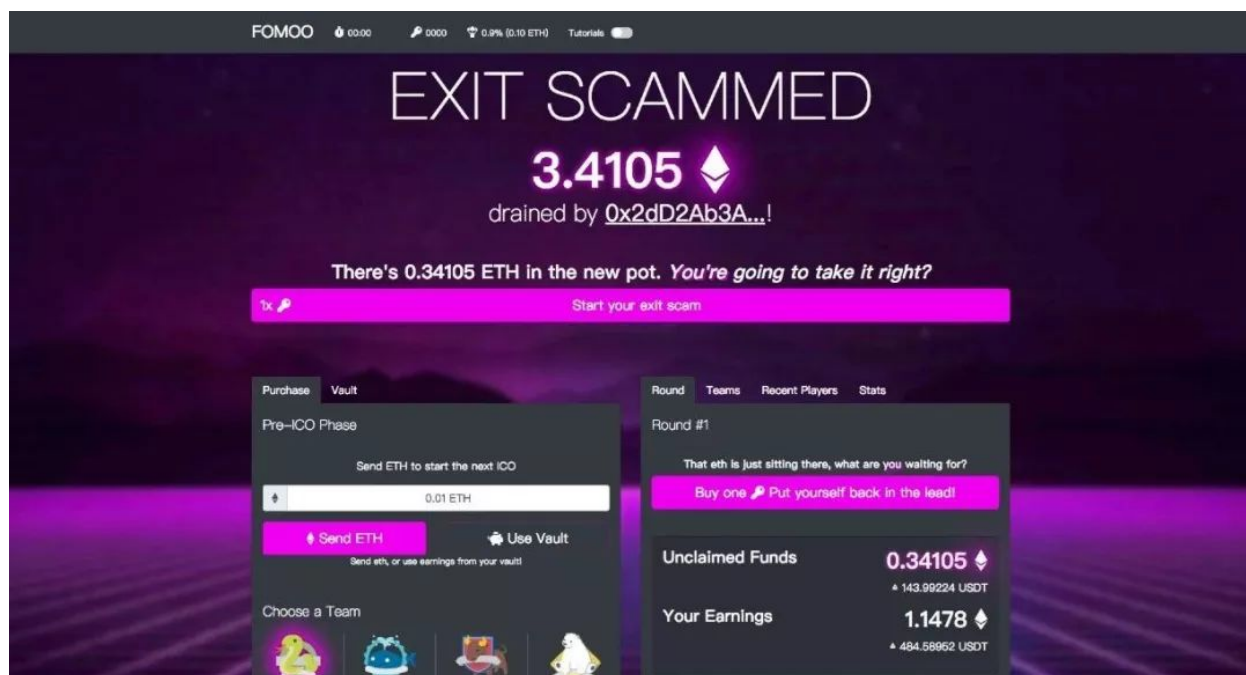 FOMOO 00:00 0000 0.9% (0.10 ETH) Tutorials
EXIT SCAMMED
3.4105
drained by 0x2dD2Ab3A...!
There's 0.34105 ETH in the new pot. You're going to take it right?
1x Start your exit scam
Purchase Vault
Pre-ICO Phase
Send ETH to start the next ICO
0.01 ETH
Send ETH Use Vault
Send eth, or use earnings from your vault!
Choose a Team
Round Teams Recent Players Stats
Round #1
That eth is just sitting there, what are you waiting for?
Buy one Put yourself back in the lead!
Unclaimed Funds 0.34105
143.99224 USDT
Your Earnings 1.1478
484.58952 USDT